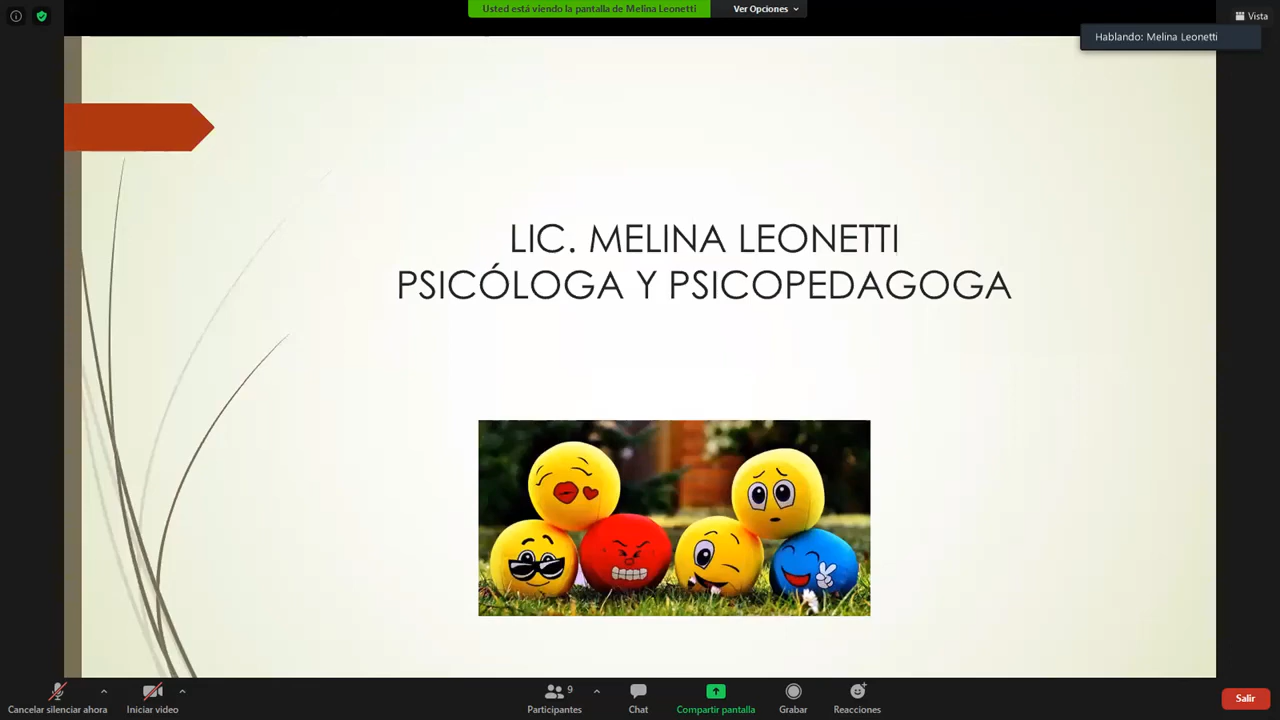 Usted está viendo la pantalla de Melina Leonetti
Ver Opciones
Vista
Hablando: Melina Leonetti
LIC. MELINA LEONETTI
PSICÓLOGA Y PSICOPEDAGOGA
Cancelar silenciar ahora
Iniciar video
9
Participantes
Chat
Compartir pantalla
Grabar
Reacciones
Salir